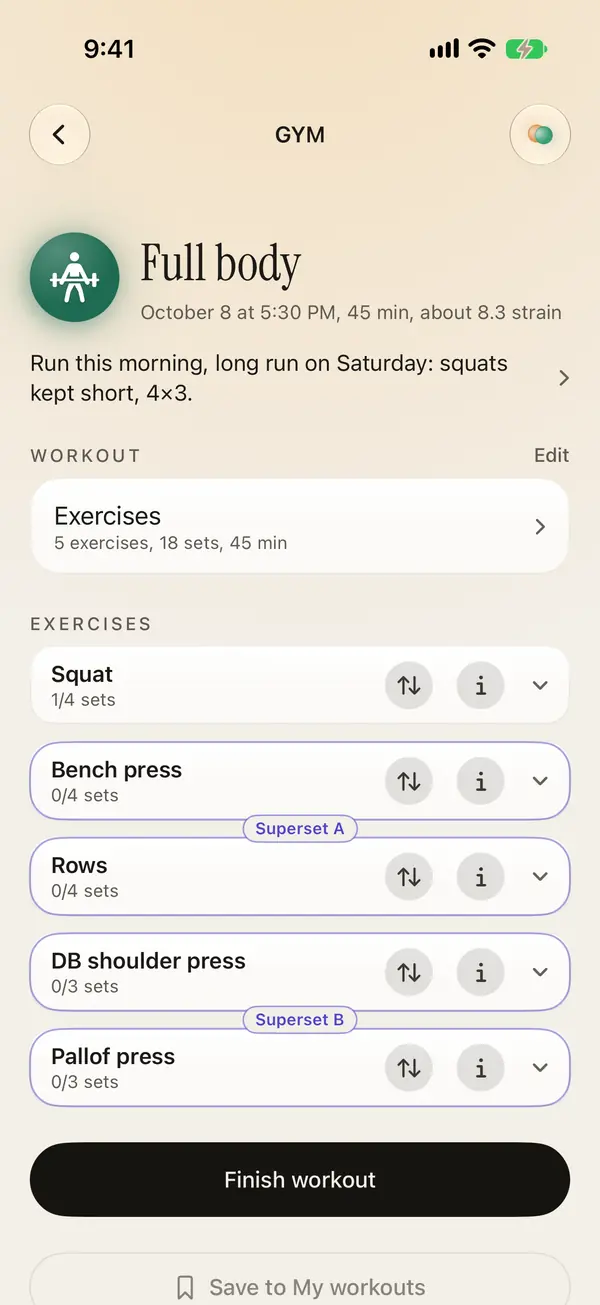 9:41
GYM
Full body
October 8 at 5:30 PM, 45 min, about 8.3 strain
Run this morning, long run on Saturday: squats
kept short, 4×3.
WORKOUT
Edit
Exercises
5 exercises, 18 sets, 45 min
EXERCISES
Squat
1/4 sets
Bench press
0/4 sets
Superset A
Rows
0/4 sets
DB shoulder press
0/3 sets
Superset B
Pallof press
0/3 sets
Finish workout
Save to My workouts